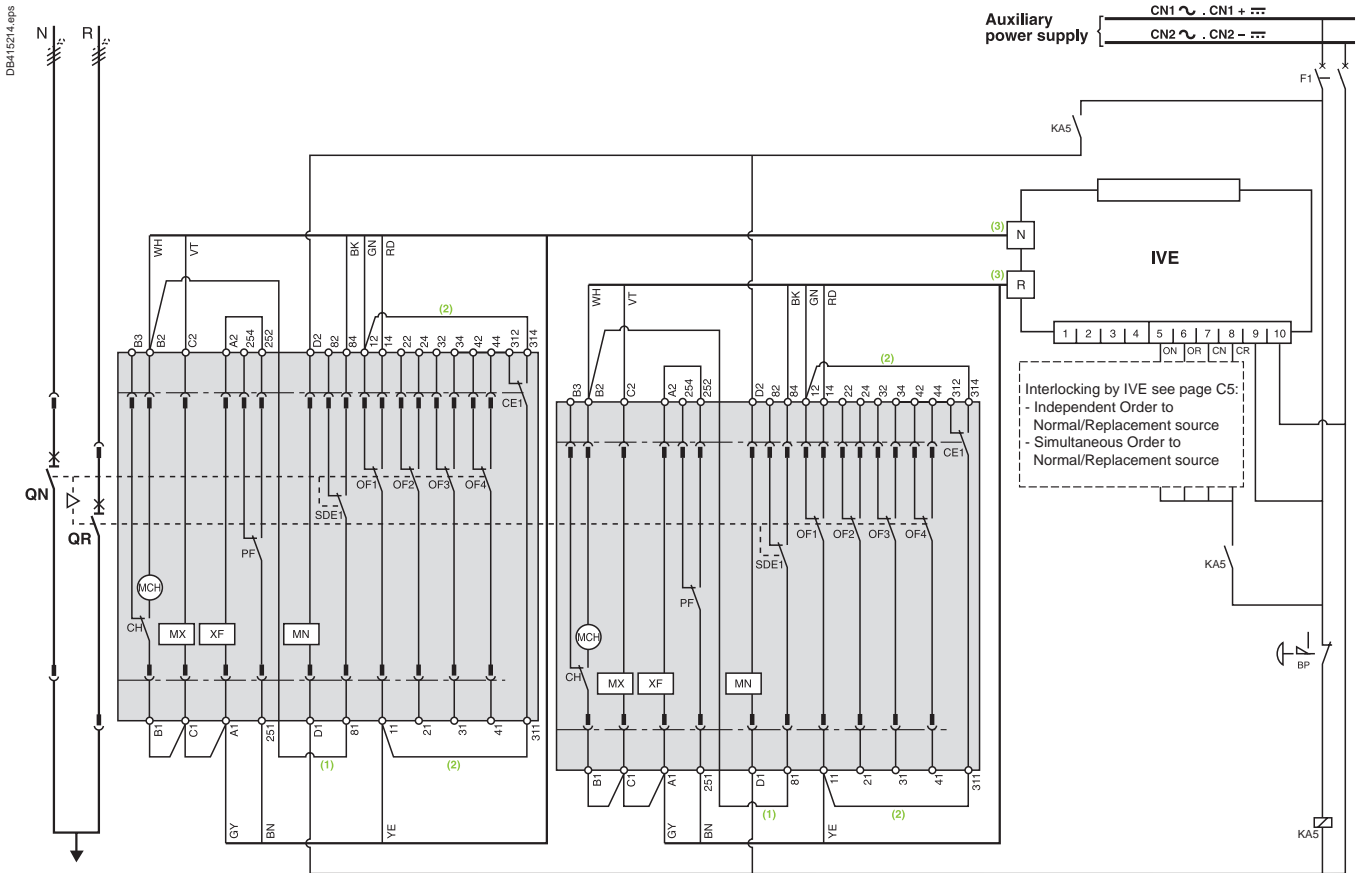 DB415214.eps
N
R
Auxiliary
power supply
CN1 ~ . CN1 + ⎓
CN2 ~ . CN2 – ⎓
F1
KA5
(3)
N
(3)
R
IVE
1 2 3 4 5 6 7 8 9 10
ON OR CN CR
Interlocking by IVE see page C5:
- Independent Order to
Normal/Replacement source
- Simultaneous Order to
Normal/Replacement source
KA5
BP
KA5
WH VT BK GN RD
(2)
B3 B2 C2 A2 254 252 D2 82 84 12 14 22 24 32 34 42 44 312 314
CE1
OF1 OF2 OF3 OF4
SDE1
PF
MCH
CH
MX
XF
MN
B1 C1 A1 251 D1 81 11 21 31 41 311
(1)
(2)
GY BN YE
QN
QR
WH VT BK GN RD
(2)
B3 B2 C2 A2 254 252 D2 82 84 12 14 22 24 32 34 42 44 312 314
CE1
OF1 OF2 OF3 OF4
SDE1
PF
MCH
CH
MX
XF
MN
B1 C1 A1 251 D1 81 11 21 31 41 311
(1)
(2)
GY BN YE